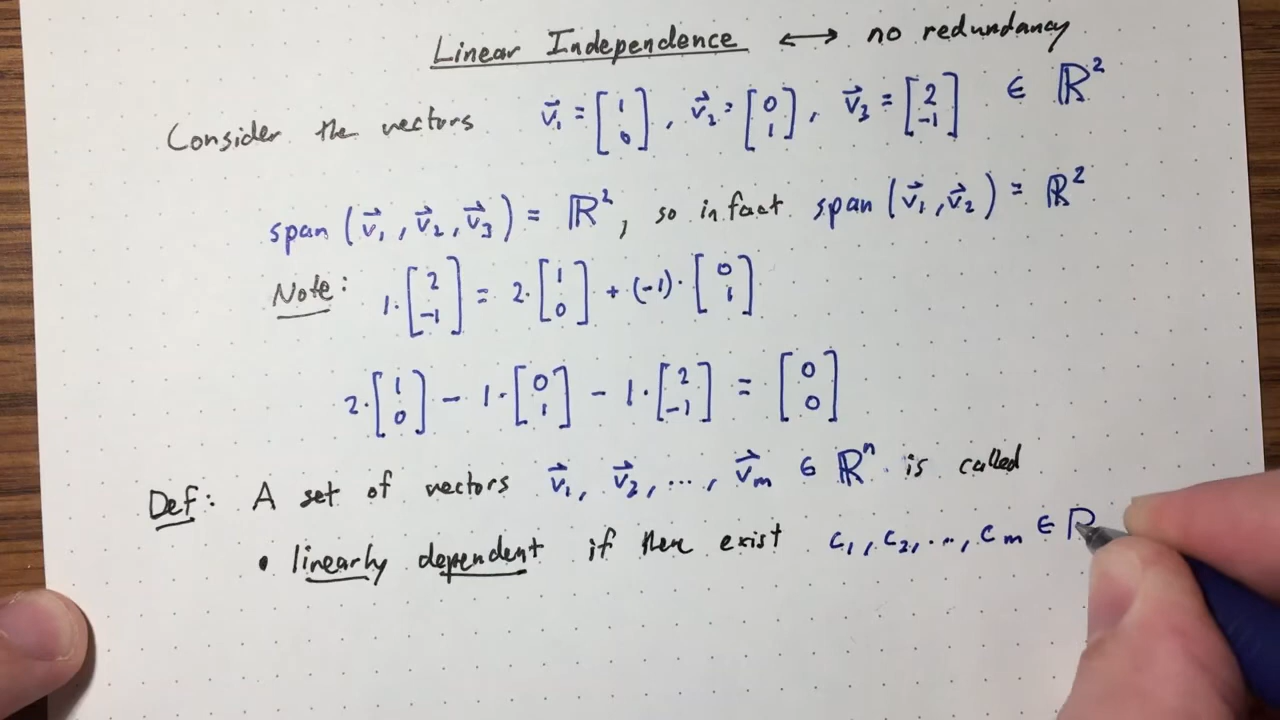 Linear Independence ⟷ no redundancy
Consider the vectors v⃗₁ = [1 0], v⃗₂ = [0 1], v⃗₃ = [2 -1] ∈ ℝ²
span (v⃗₁, v⃗₂, v⃗₃) = ℝ², so in fact span (v⃗₁, v⃗₂) = ℝ²
Note: 1·[2 -1] = 2·[1 0] + (-1)·[0 1]
2·[1 0] - 1·[0 1] - 1·[2 -1] = [0 0]
Def: A set of vectors v⃗₁, v⃗₂, ..., v⃗ₘ ∈ ℝⁿ is called
• linearly dependent if there exist c₁, c₂, ..., cₘ ∈ ℝ